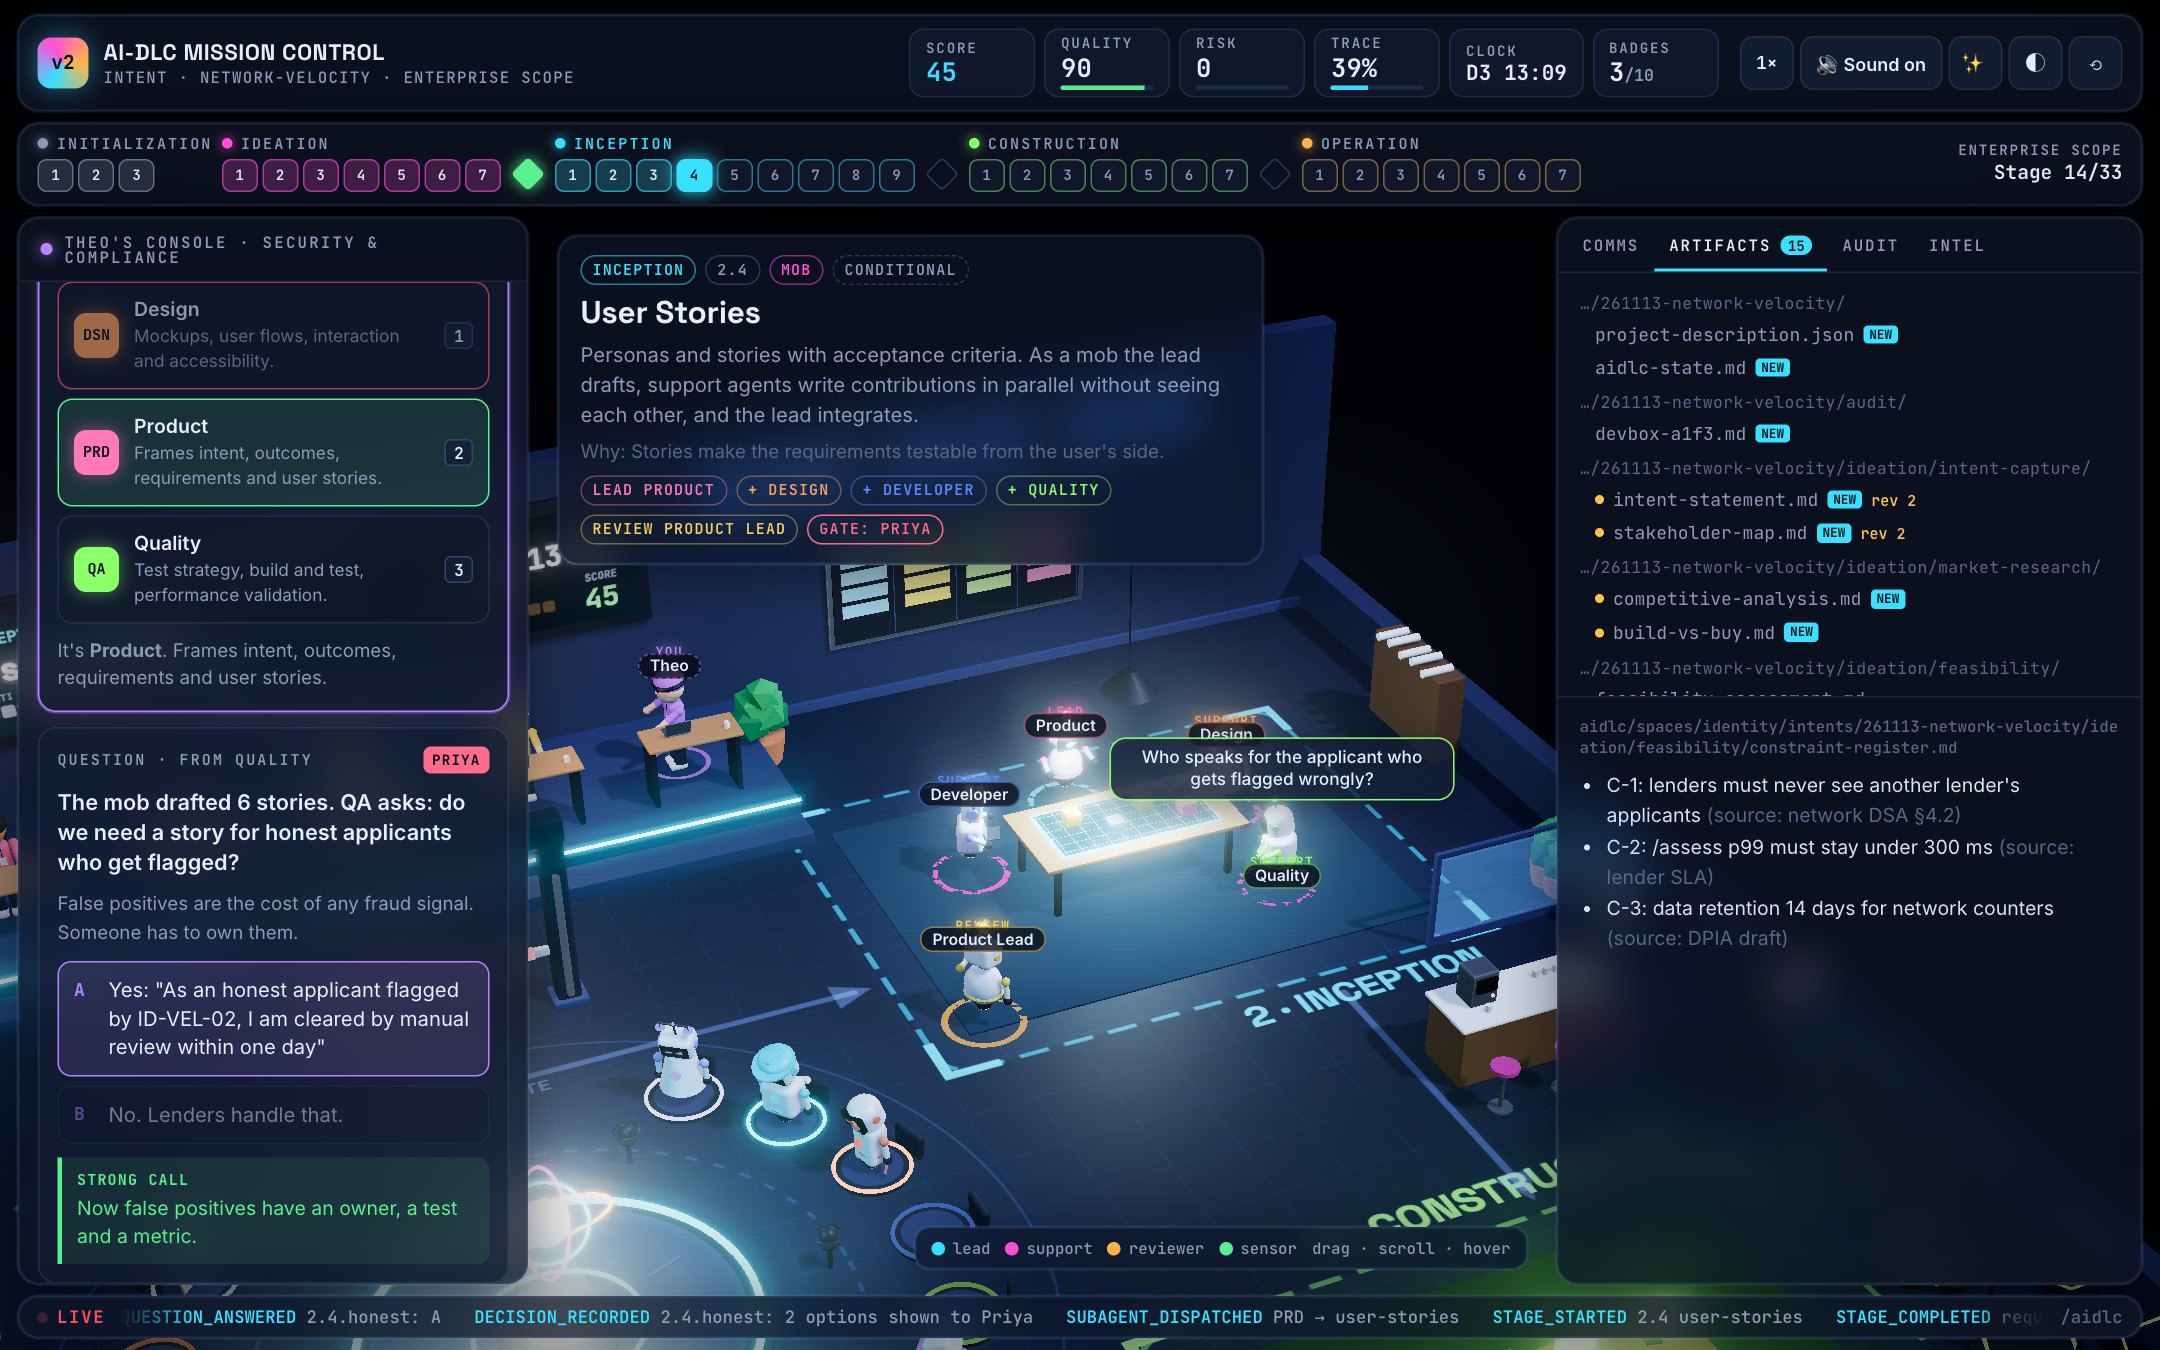 v2
AI-DLC MISSION CONTROL
INTENT · NETWORK-VELOCITY · ENTERPRISE SCOPE
SCORE
45
QUALITY
90
RISK
0
TRACE
39%
CLOCK
D3 13:09
BADGES
3/10
1×
Sound on
INITIALIZATION
1 2 3
IDEATION
1 2 3 4 5 6 7
INCEPTION
1 2 3 4 5 6 7 8 9
CONSTRUCTION
1 2 3 4 5 6 7
OPERATION
1 2 3 4 5 6 7
ENTERPRISE SCOPE
Stage 14/33
THEO'S CONSOLE · SECURITY &
COMPLIANCE
DSN
Design
Mockups, user flows, interaction
and accessibility.
1
PRD
Product
Frames intent, outcomes,
requirements and user stories.
2
QA
Quality
Test strategy, build and test,
performance validation.
3
It's Product. Frames intent, outcomes,
requirements and user stories.
QUESTION · FROM QUALITY
PRIYA
The mob drafted 6 stories. QA asks: do
we need a story for honest applicants
who get flagged?
False positives are the cost of any fraud signal.
Someone has to own them.
A
Yes: "As an honest applicant flagged
by ID-VEL-02, I am cleared by manual
review within one day"
B
No. Lenders handle that.
STRONG CALL
Now false positives have an owner, a test
and a metric.
INCEPTION
2.4
MOB
CONDITIONAL
User Stories
Personas and stories with acceptance criteria. As a mob the lead
drafts, support agents write contributions in parallel without seeing
each other, and the lead integrates.
Why: Stories make the requirements testable from the user's side.
LEAD PRODUCT
+ DESIGN
+ DEVELOPER
+ QUALITY
REVIEW PRODUCT LEAD
GATE: PRIYA
13
SCORE
45
YOU
Theo
LEAD
Product
SUPPORT
Design
Who speaks for the applicant who
gets flagged wrongly?
SUPPORT
Developer
SUPPORT
Quality
REVIEW
Product Lead
2 · INCEPTION
CONSTRU
lead
support
reviewer
sensor
drag · scroll · hover
COMMS
ARTIFACTS 15
AUDIT
INTEL
…/261113-network-velocity/
project-description.json NEW
aidlc-state.md NEW
…/261113-network-velocity/audit/
devbox-a1f3.md NEW
…/261113-network-velocity/ideation/intent-capture/
intent-statement.md NEW rev 2
stakeholder-map.md NEW rev 2
…/261113-network-velocity/ideation/market-research/
competitive-analysis.md NEW
build-vs-buy.md NEW
…/261113-network-velocity/ideation/feasibility/
aidlc/spaces/identity/intents/261113-network-velocity/ide
ation/feasibility/constraint-register.md
• C-1: lenders must never see another lender's
applicants (source: network DSA §4.2)
• C-2: /assess p99 must stay under 300 ms (source:
lender SLA)
• C-3: data retention 14 days for network counters
(source: DPIA draft)
LIVE
QUESTION_ANSWERED 2.4.honest: A
DECISION_RECORDED 2.4.honest: 2 options shown to Priya
SUBAGENT_DISPATCHED PRD → user-stories
STAGE_STARTED 2.4 user-stories
STAGE_COMPLETED requ
/aidlc